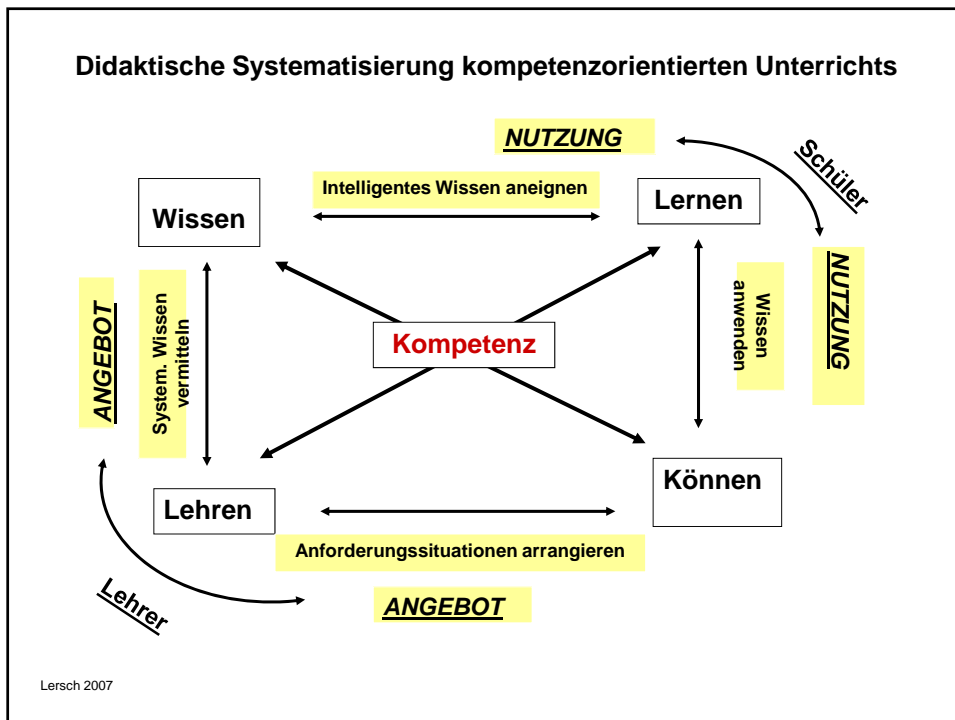 Didaktische Systematisierung kompetenzorientierten Unterrichts
NUTZUNG
Schüler
Intelligentes Wissen aneignen
Wissen
Lernen
ANGEBOT
System. Wissen
vermitteln
Kompetenz
Wissen
anwenden
NUTZUNG
Lehren
Können
Anforderungssituationen arrangieren
Lehrer
ANGEBOT
Lersch 2007